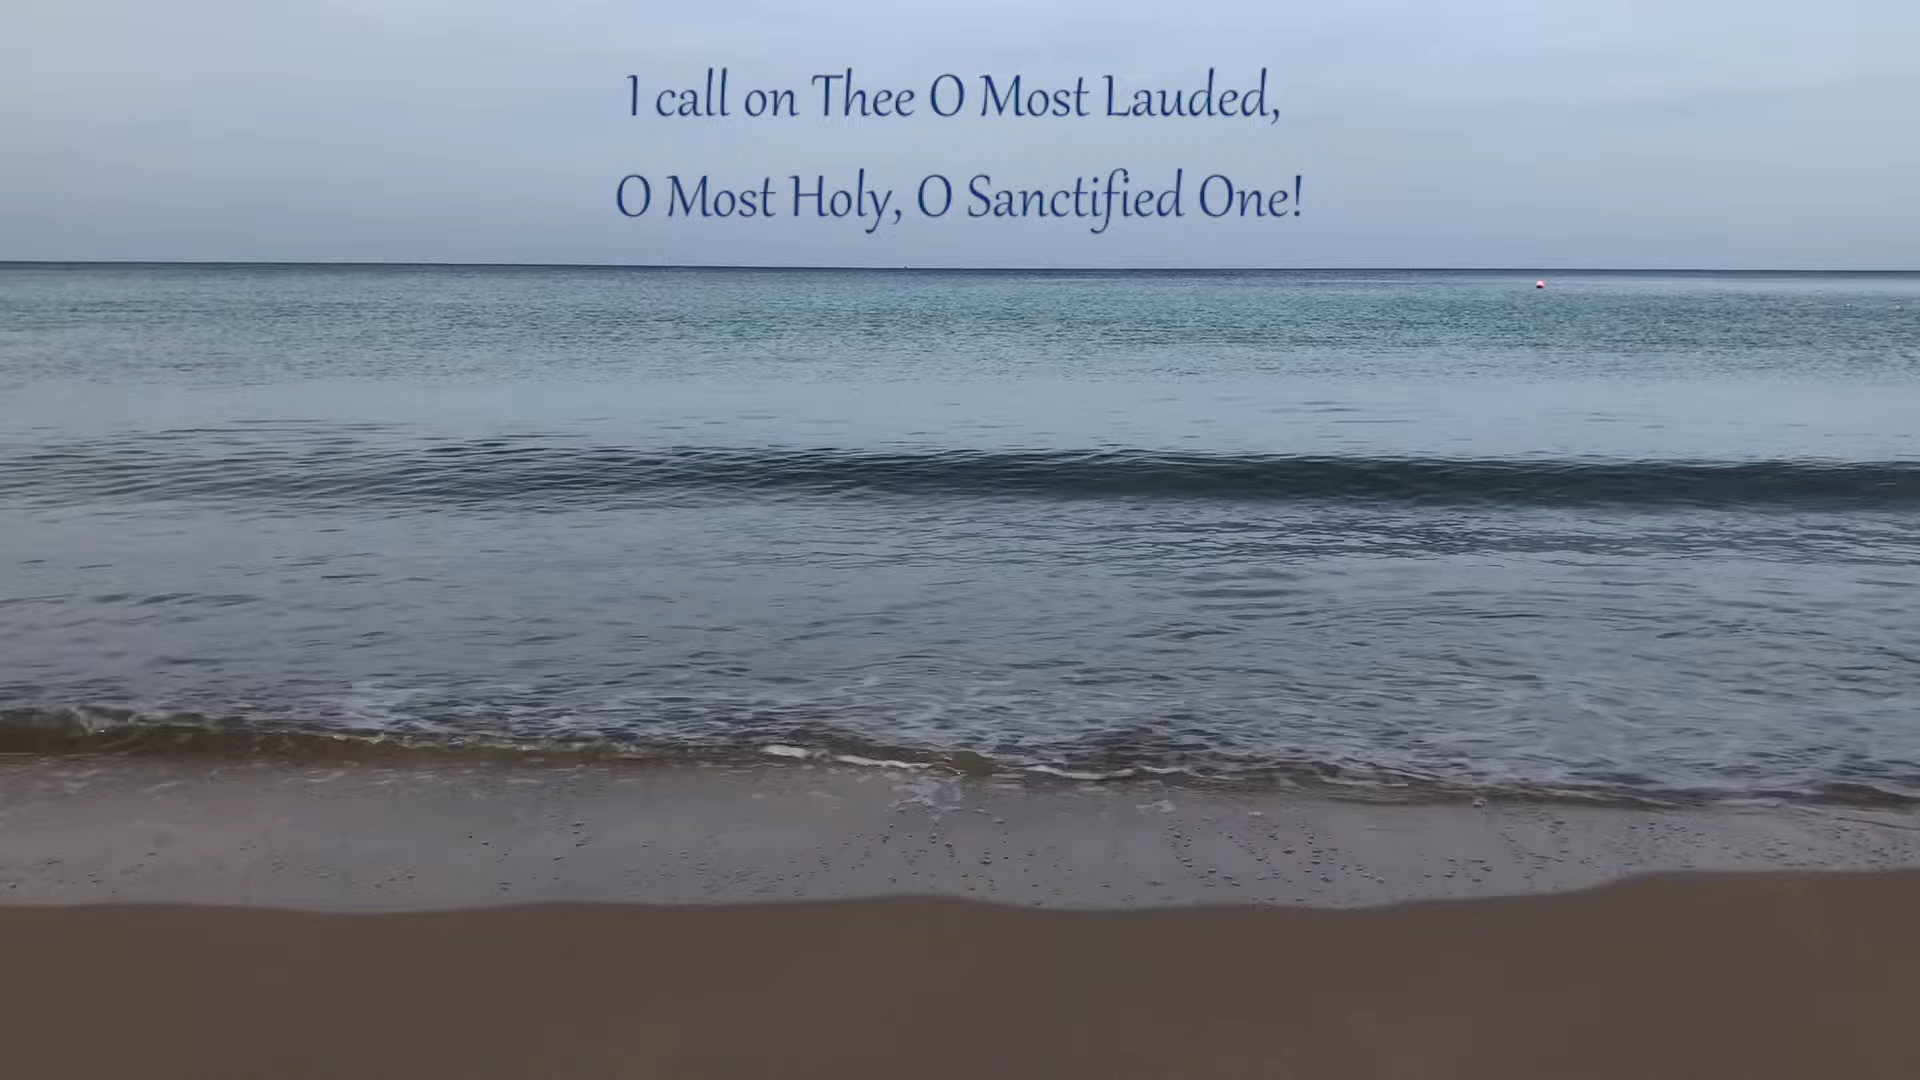 I call on Thee O Most Lauded,
O Most Holy, O Sanctified One!